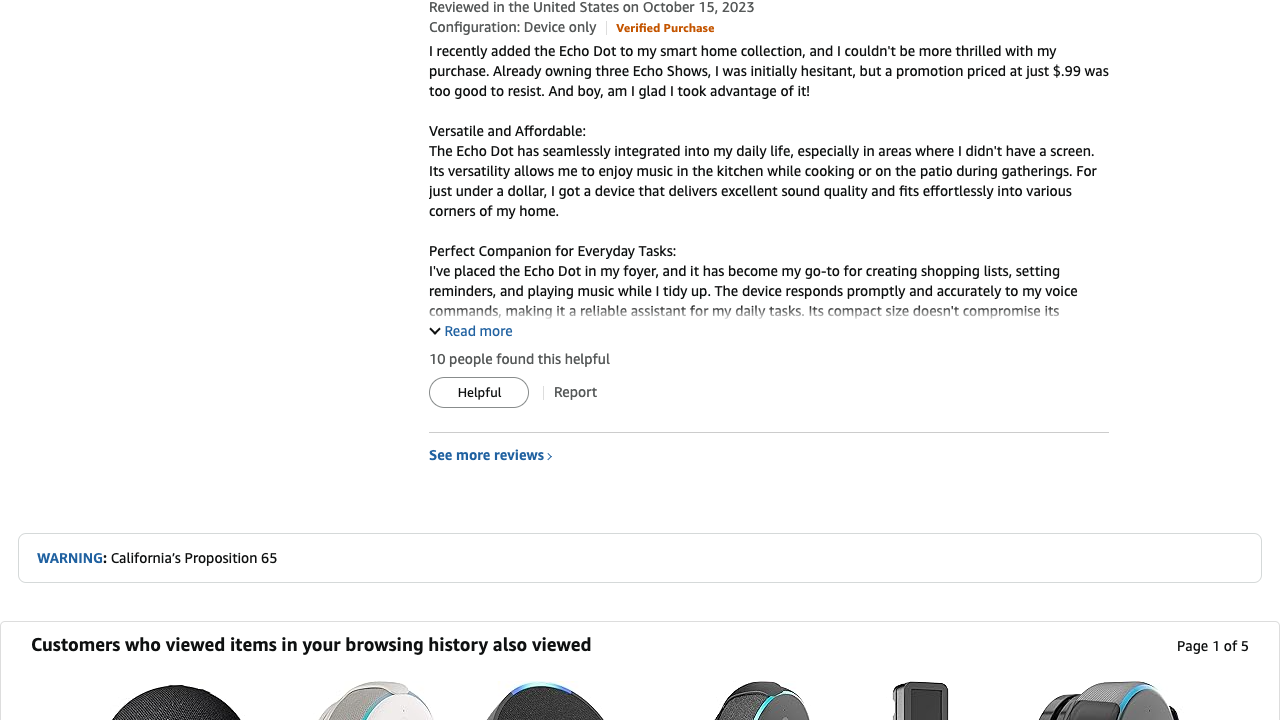 Reviewed in the United States on October 15, 2023
Configuration: Device only
Verified Purchase
I recently added the Echo Dot to my smart home collection, and I couldn't be more thrilled with my
purchase. Already owning three Echo Shows, I was initially hesitant, but a promotion priced at just $.99 was
too good to resist. And boy, am I glad I took advantage of it!
Versatile and Affordable:
The Echo Dot has seamlessly integrated into my daily life, especially in areas where I didn't have a screen.
Its versatility allows me to enjoy music in the kitchen while cooking or on the patio during gatherings. For
just under a dollar, I got a device that delivers excellent sound quality and fits effortlessly into various
corners of my home.
Perfect Companion for Everyday Tasks:
I've placed the Echo Dot in my foyer, and it has become my go-to for creating shopping lists, setting
reminders, and playing music while I tidy up. The device responds promptly and accurately to my voice
commands, making it a reliable assistant for my daily tasks. Its compact size doesn't compromise its
Read more
10 people found this helpful
Helpful
Report
See more reviews ›
WARNING: California’s Proposition 65
Customers who viewed items in your browsing history also viewed
Page 1 of 5